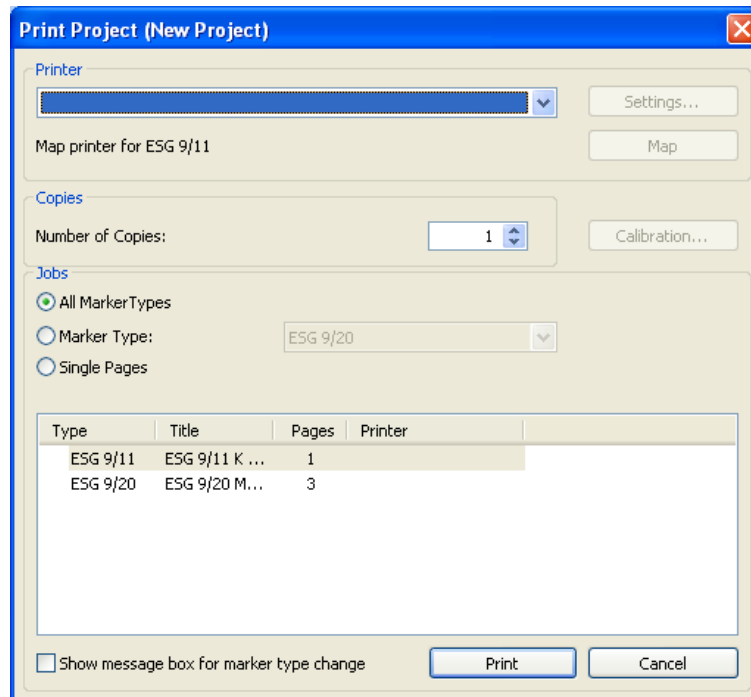 Print Project (New Project)
Printer
Settings...
Map printer for ESG 9/11
Map
Copies
Number of Copies:
1
Calibration...
Jobs
All MarkerTypes
Marker Type:
ESG 9/20
Single Pages
Type Title Pages Printer
ESG 9/11 ESG 9/11 K ... 1
ESG 9/20 ESG 9/20 M... 3
Show message box for marker type change
Print
Cancel